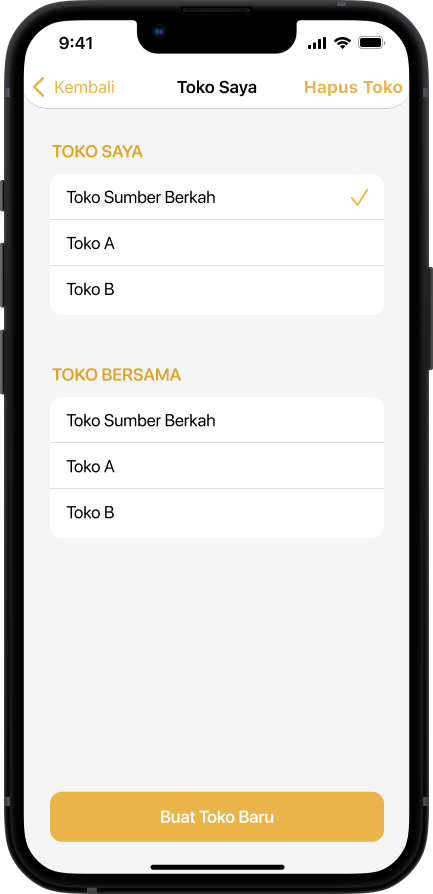 9:41
Kembali
Toko Saya
Hapus Toko
TOKO SAYA
Toko Sumber Berkah
Toko A
Toko B
TOKO BERSAMA
Toko Sumber Berkah
Toko A
Toko B
Buat Toko Baru